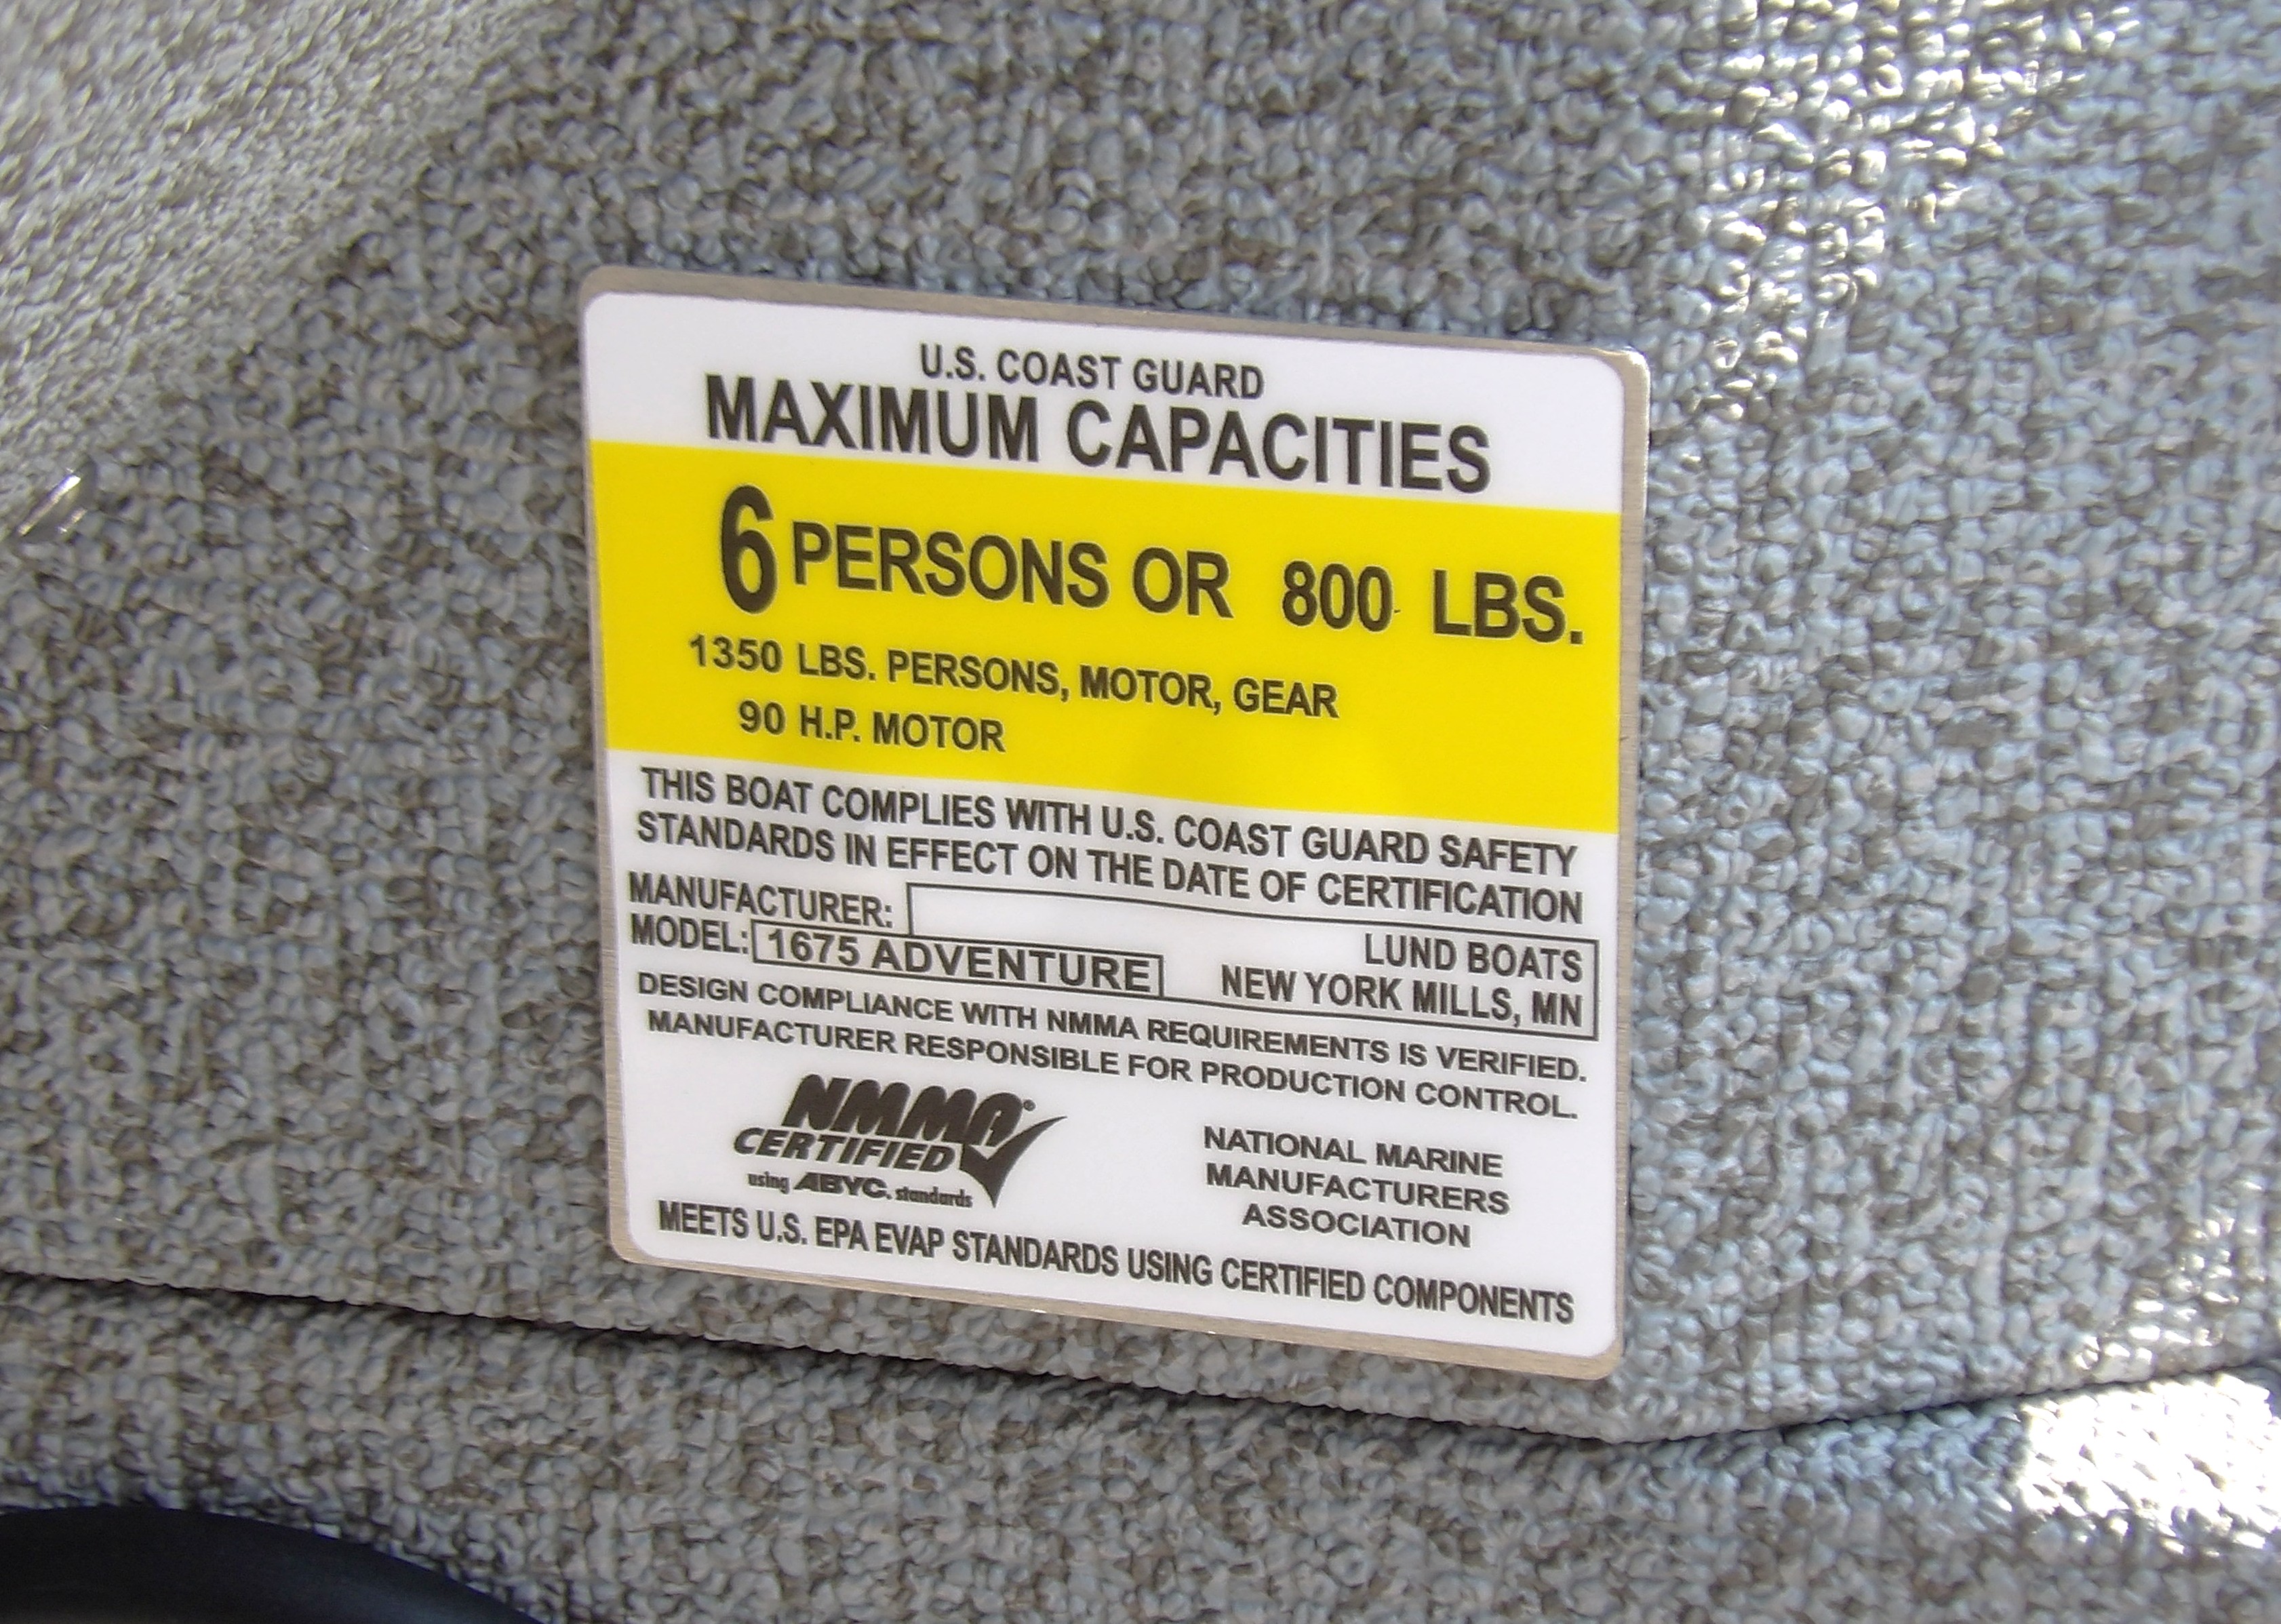 U.S. COAST GUARD
MAXIMUM CAPACITIES
6 PERSONS OR 800 LBS.
1350 LBS. PERSONS, MOTOR, GEAR
90 H.P. MOTOR
THIS BOAT COMPLIES WITH U.S. COAST GUARD SAFETY
STANDARDS IN EFFECT ON THE DATE OF CERTIFICATION
MANUFACTURER:
LUND BOATS
NEW YORK MILLS, MN
MODEL: 1675 ADVENTURE
DESIGN COMPLIANCE WITH NMMA REQUIREMENTS IS VERIFIED.
MANUFACTURER RESPONSIBLE FOR PRODUCTION CONTROL.
NMMA®
CERTIFIED
using ABYC. standards
NATIONAL MARINE
MANUFACTURERS
ASSOCIATION
MEETS U.S. EPA EVAP STANDARDS USING CERTIFIED COMPONENTS